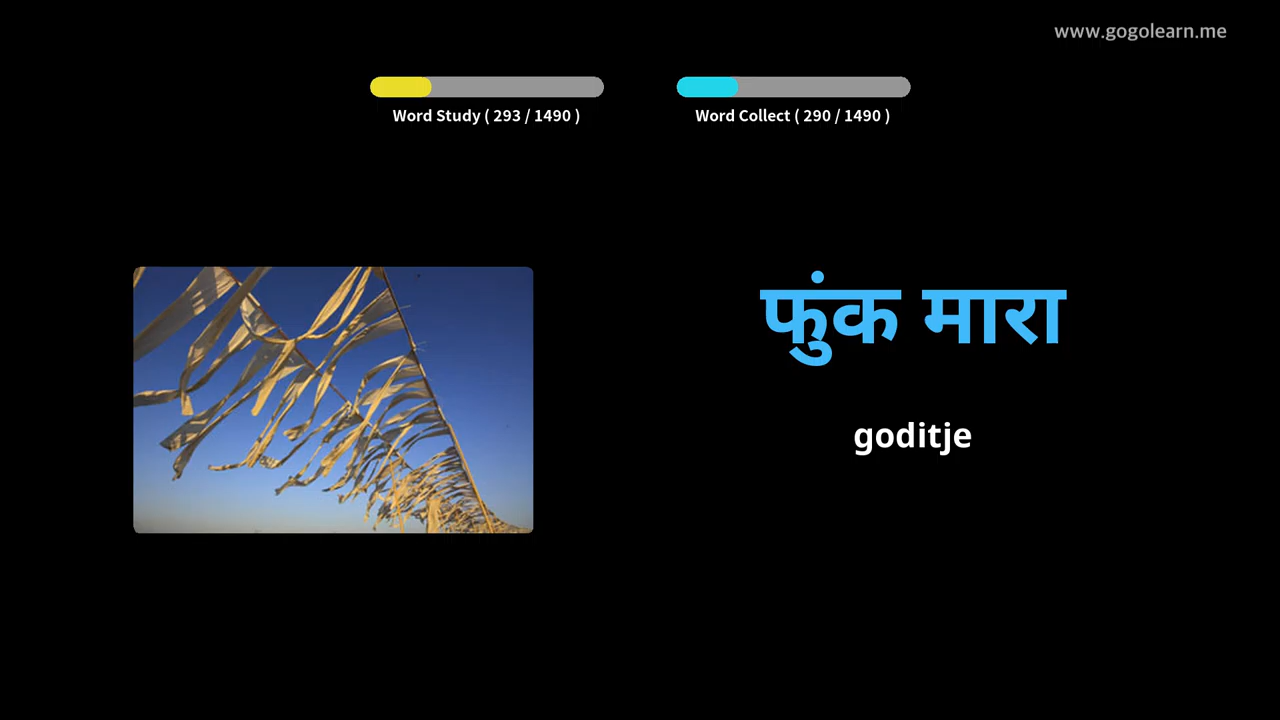 www.gogolearn.me
Word Study ( 293 / 1490 )
Word Collect ( 290 / 1490 )
फुंक मारा
goditje